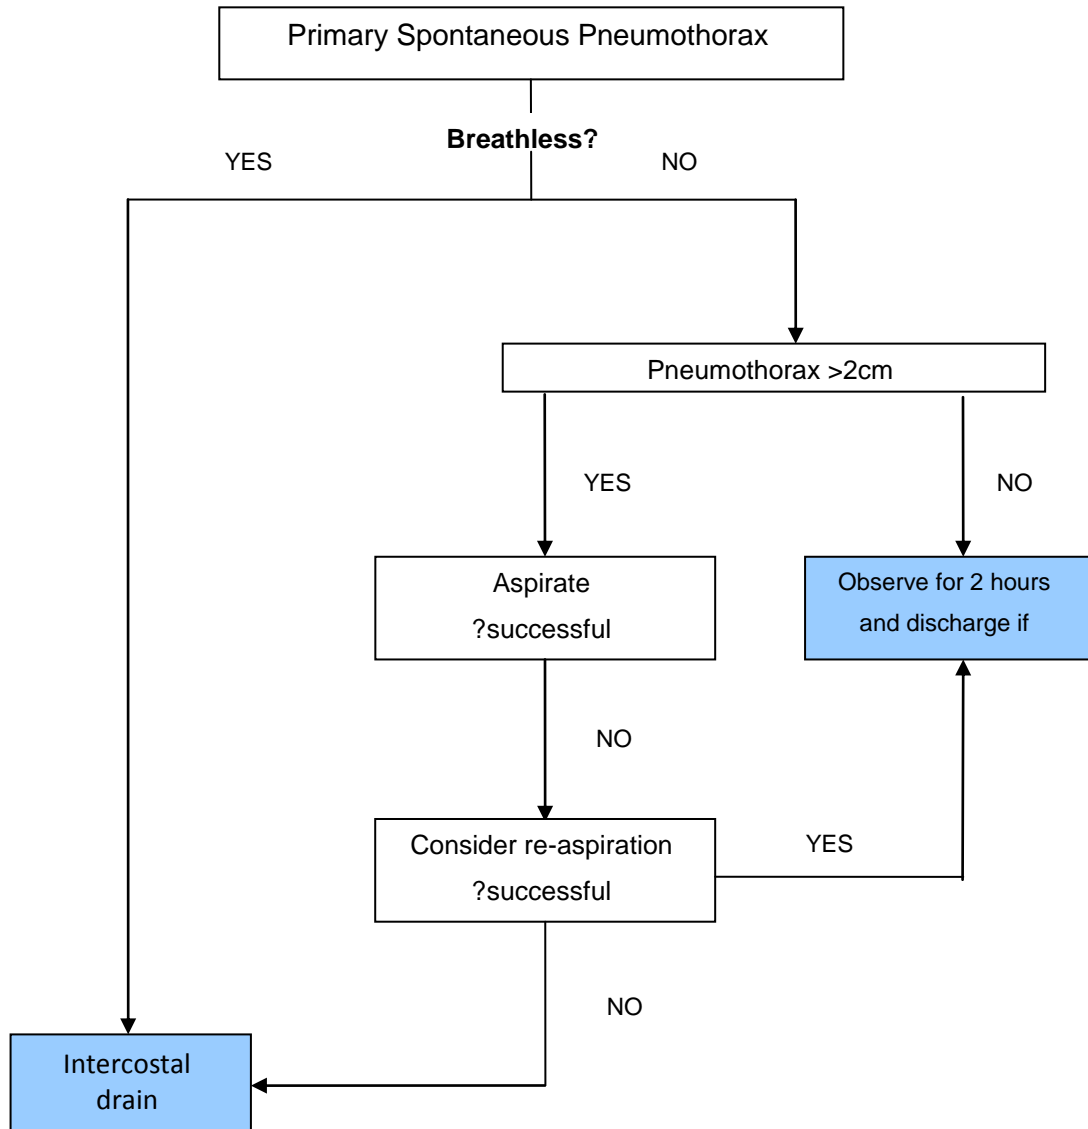 Primary Spontaneous Pneumothorax
Breathless?
YES
NO
Pneumothorax >2cm
YES
NO
Aspirate
?successful
Observe for 2 hours
and discharge if
NO
Consider re-aspiration
?successful
YES
NO
Intercostal
drain